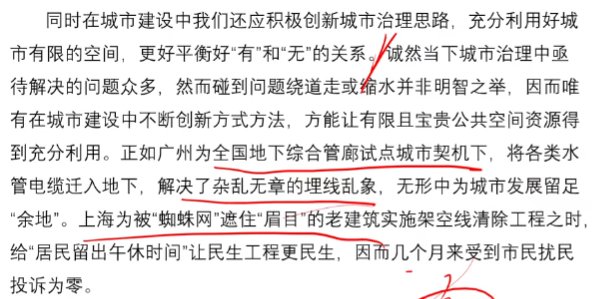 同时在城市建设中我们还应积极创新城市治理思路，充分利用好城
市有限的空间，更好平衡好“有”和“无”的关系。诚然当下城市治理中亟
待解决的问题众多，然而碰到问题绕道走或缩水并非明智之举，因而唯
有在城市建设中不断创新方式方法，方能让有限且宝贵公共空间资源得
到充分利用。正如广州为全国地下综合管廊试点城市契机下，将各类水
管电缆迁入地下，解决了杂乱无章的埋线乱象，无形中为城市发展留足
“余地”。上海为被“蜘蛛网”遮住“眉目”的老建筑实施架空线清除工程之时，
给“居民留出午休时间”让民生工程更民生，因而几个月来受到市民扰民
投诉为零。